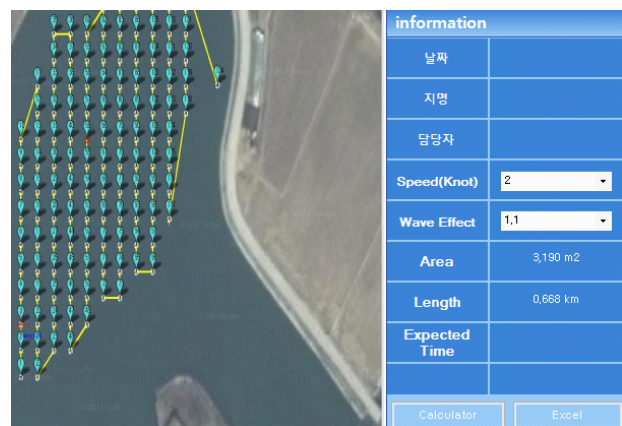 information
날짜
지명
담당자
Speed(Knot) 2
Wave Effect 1,1
Area 3,190 m2
Length 0,668 km
Expected
Time
Calculator Excel